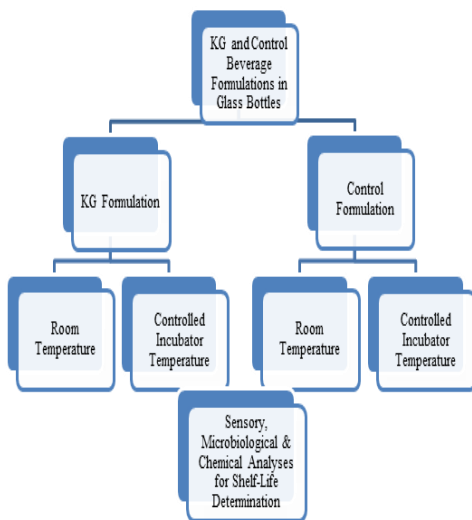 KG and Control
Beverage
Formulations in
Glass Bottles
KG Formulation
Control
Formulation
Room
Temperature
Controlled
Incubator
Temperature
Room
Temperature
Controlled
Incubator
Temperature
Sensory,
Microbiological &
Chemical Analyses
for Shelf-Life
Determination